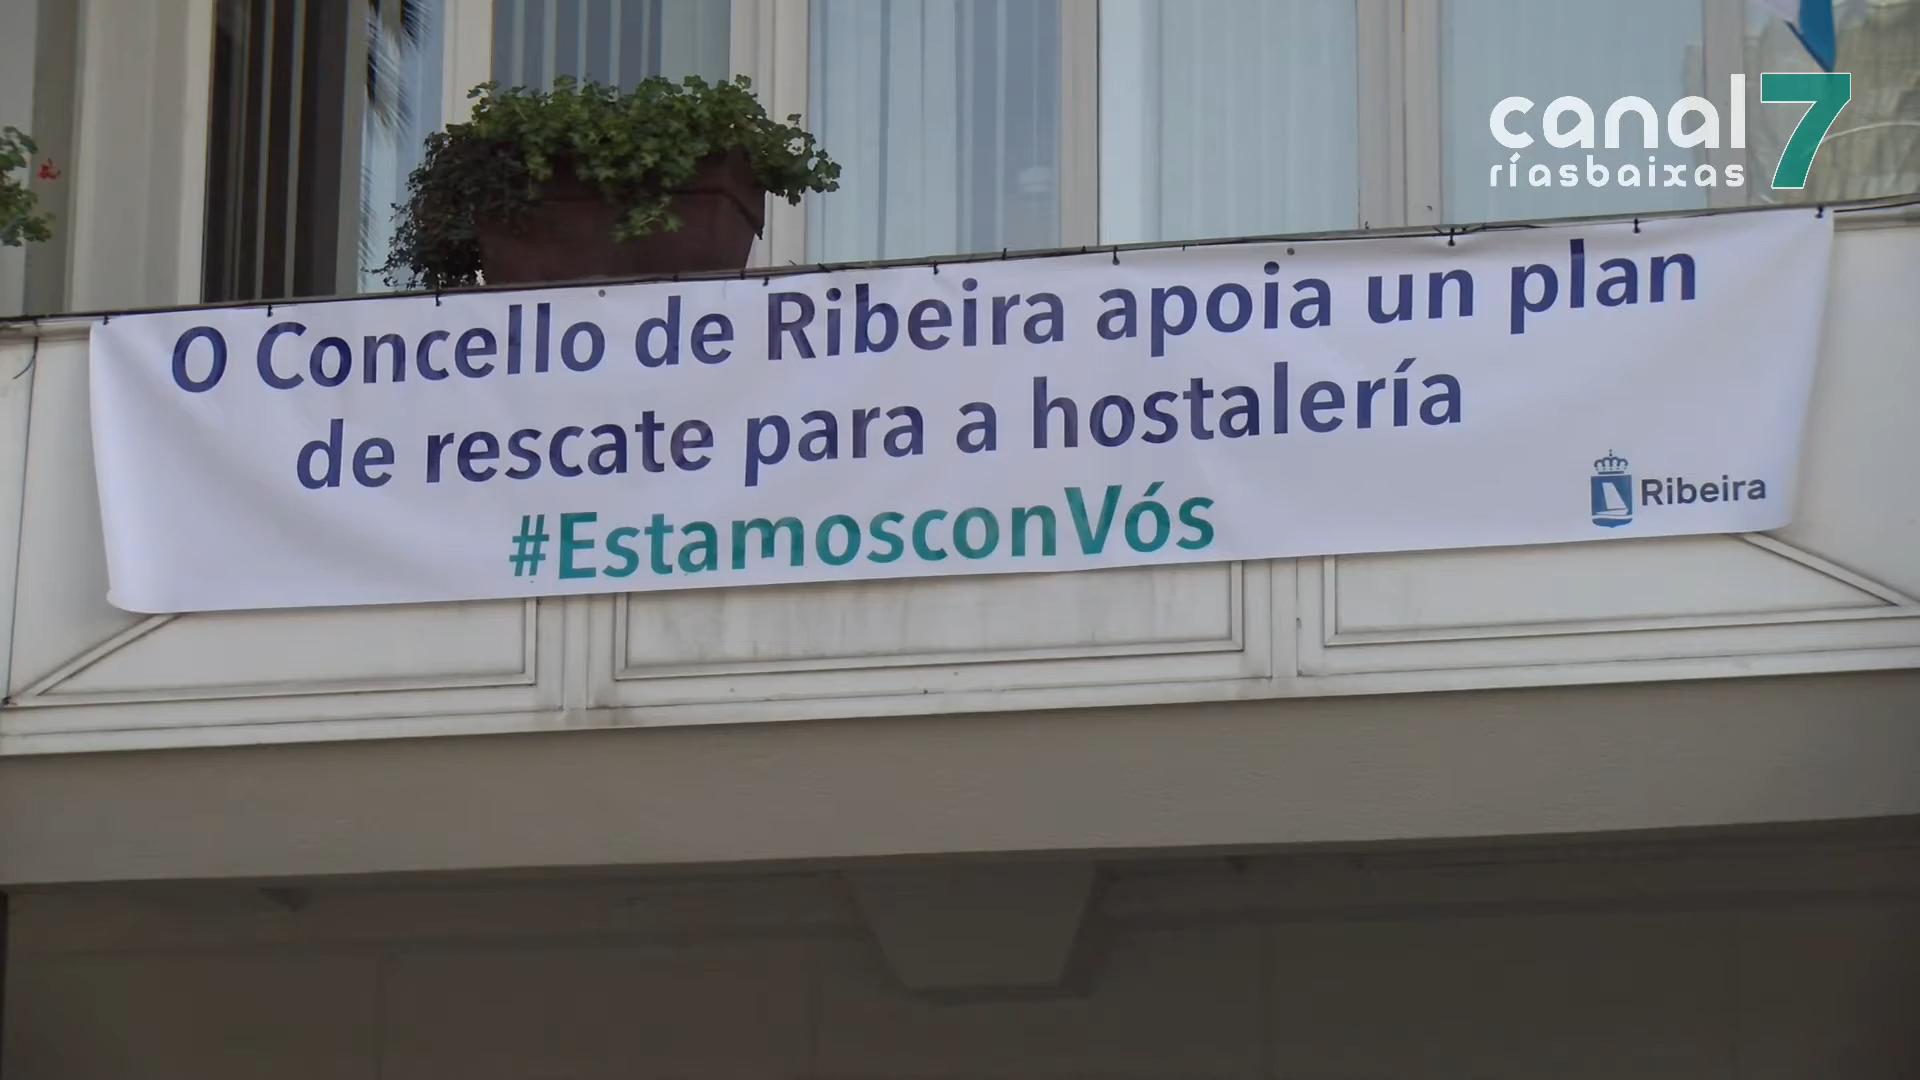 canal 7
ríasbaixas
O Concello de Ribeira apoia un plan
de rescate para a hostalería
#EstamosconVós
Ribeira